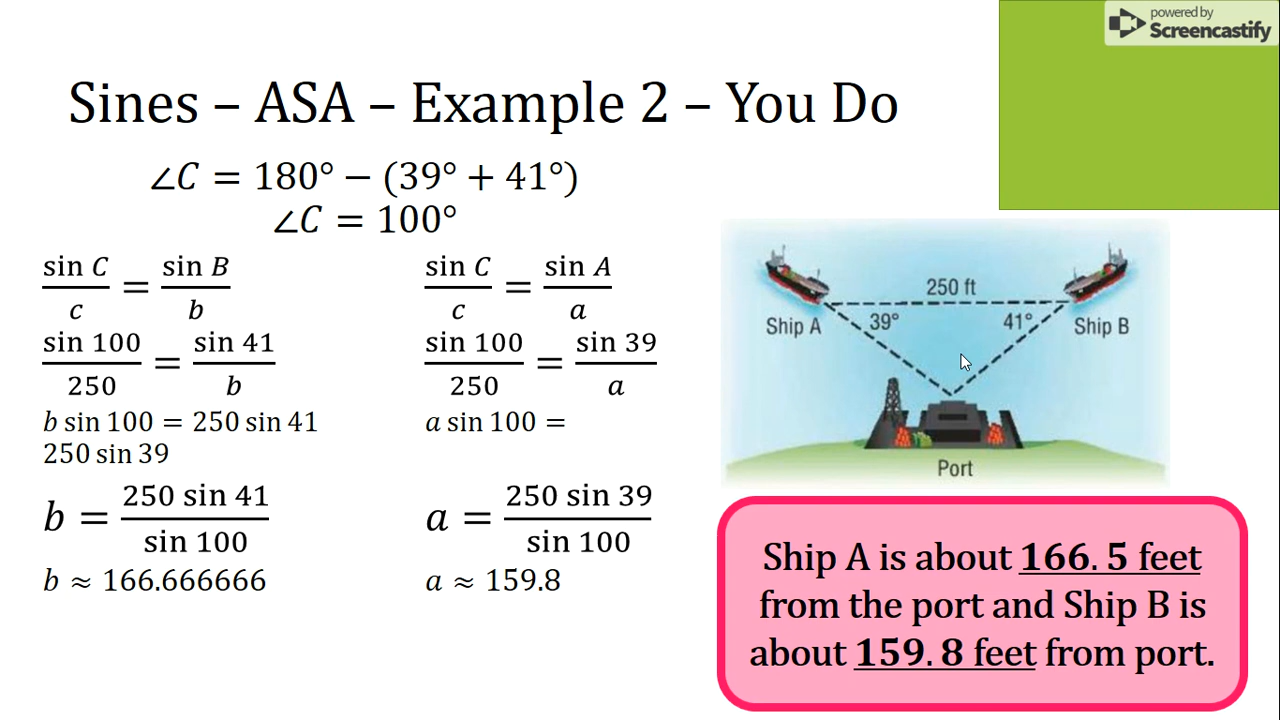 powered by
Screencastify
Sines – ASA – Example 2 – You Do
∠C = 180° − (39° + 41°)
∠C = 100°
sin C / c = sin B / b
sin 100 / 250 = sin 41 / b
b sin 100 = 250 sin 41
250 sin 39
b = 250 sin 41 / sin 100
b ≈ 166.666666
sin C / c = sin A / a
sin 100 / 250 = sin 39 / a
a sin 100 =
a = 250 sin 39 / sin 100
a ≈ 159.8
250 ft
Ship A
39°
41°
Ship B
Port
Ship A is about 166. 5 feet
from the port and Ship B is
about 159. 8 feet from port.